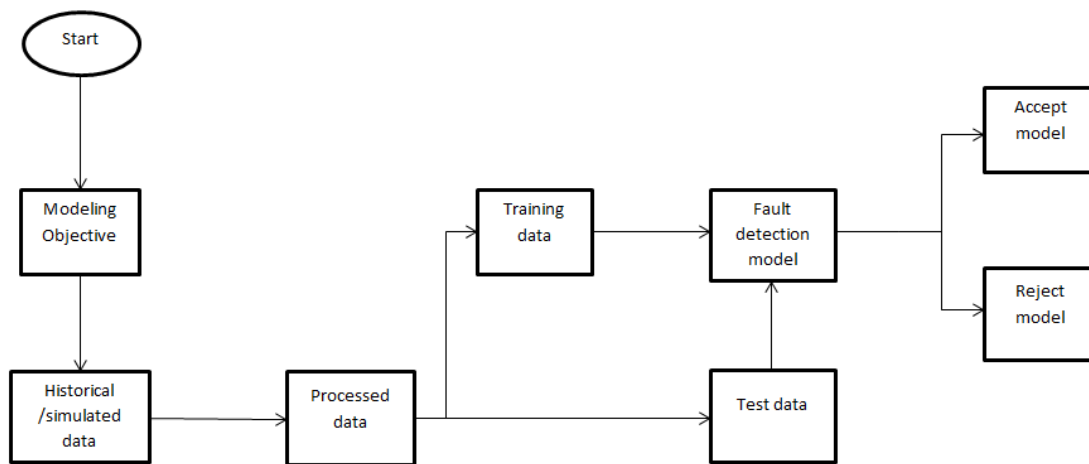 Start
Modeling
Objective
Historical
/simulated
data
Processed
data
Training
data
Test data
Fault
detection
model
Accept
model
Reject
model